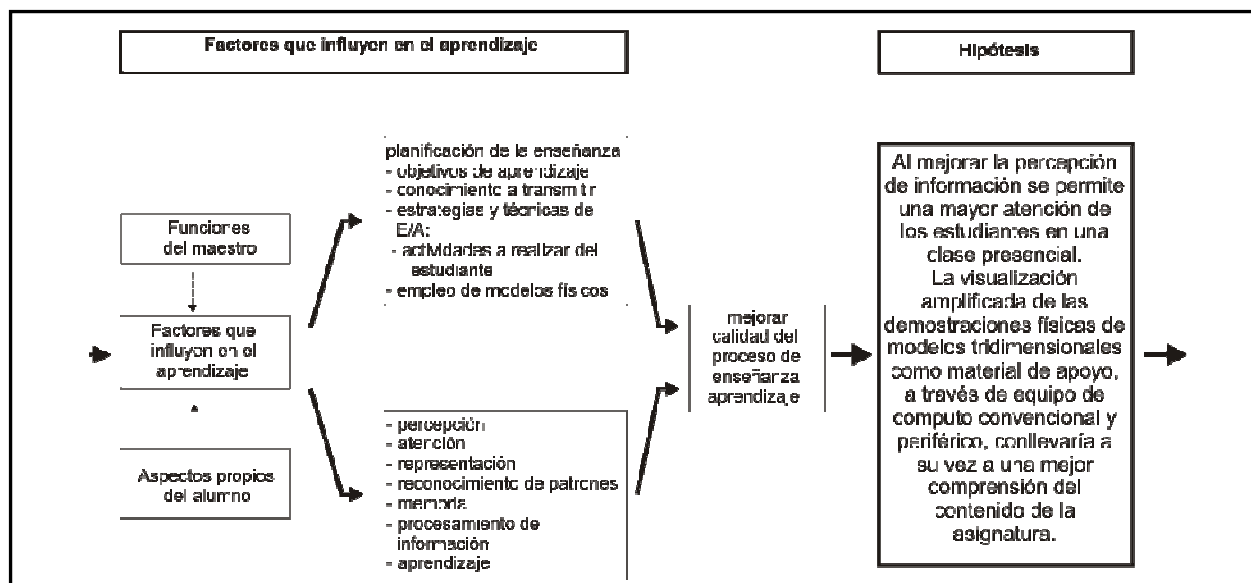 Factores que influyen en el aprendizaje
Hipótesis
Funciones
del maestro
Factores que
influyen en el
aprendizaje
Aspectos propios
del alumno
planificación de la enseñanza
- objetivos de aprendizaje
- conocimiento a transmitir
- estrategias y técnicas de
E/A:
- actividades a realizar del
estudiante
- empleo de modelos físicos
- percepción
- atención
- representación
- reconocimiento de patrones
- memoria
- procesamiento de
información
- aprendizaje
mejorar
calidad del
proceso de
enseñanza
aprendizaje
Al mejorar la percepción
de información se permite
una mayor atención de
los estudiantes en una
clase presencial.
La visualización
amplificada de las
demostraciones físicas de
modelos tridimensionales
como material de apoyo,
a través de equipo de
computo convencional y
periférico, conllevaría a
su vez a una mejor
comprensión del
contenido de la
asignatura.